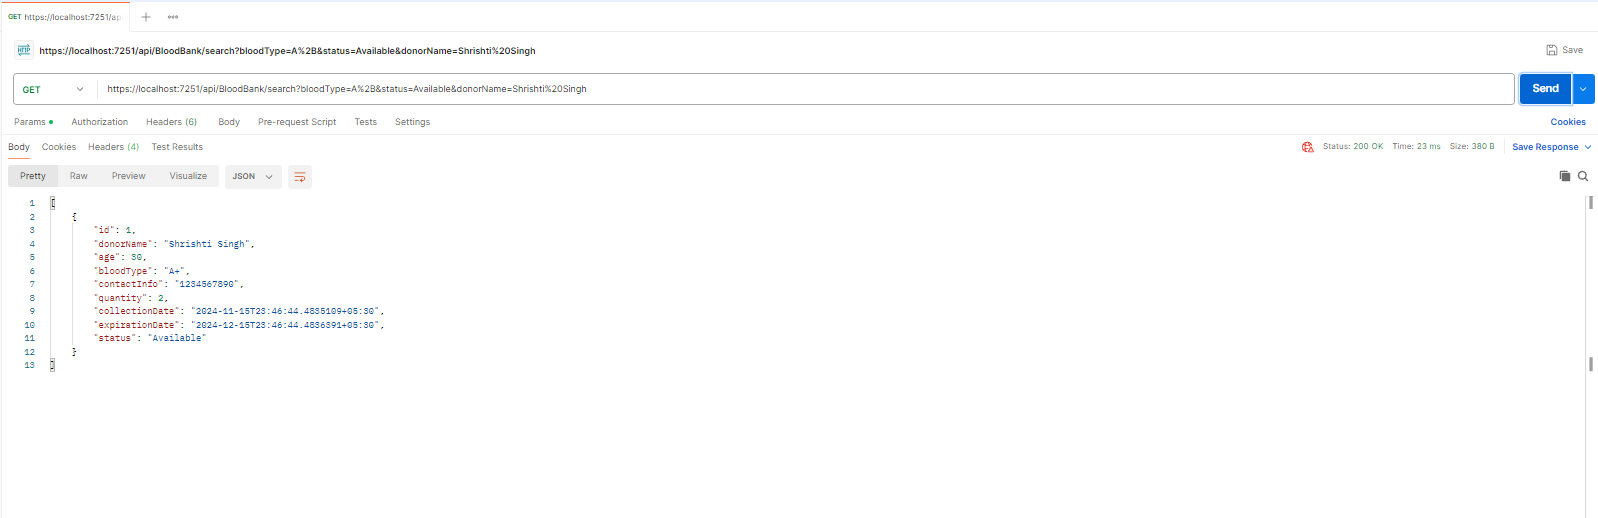 GET https://localhost:7251/ap
https://localhost:7251/api/BloodBank/search?bloodType=A%2B&status=Available&donorName=Shrishti%20Singh
Save
GET https://localhost:7251/api/BloodBank/search?bloodType=A%2B&status=Available&donorName=Shrishti%20Singh Send
Params Authorization Headers (6) Body Pre-request Script Tests Settings Cookies
Body Cookies Headers (4) Test Results Status: 200 OK Time: 23 ms Size: 380 B Save Response
Pretty Raw Preview Visualize JSON
1 [
2 {
3 "id": 1,
4 "donorName": "Shrishti Singh",
5 "age": 30,
6 "bloodType": "A+",
7 "contactInfo": "1234567890",
8 "quantity": 2,
9 "collectionDate": "2024-11-15T23:46:44.4835109+05:30",
10 "expirationDate": "2024-12-15T23:46:44.4836391+05:30",
11 "status": "Available"
12 }
13 ]